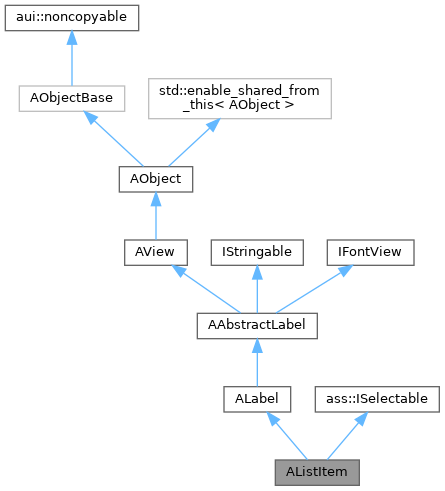 aui::noncopyable
AObjectBase
std::enable_shared_from
_this< AObject >
AObject
AView
IStringable
IFontView
AAbstractLabel
ALabel
ass::ISelectable
AListItem